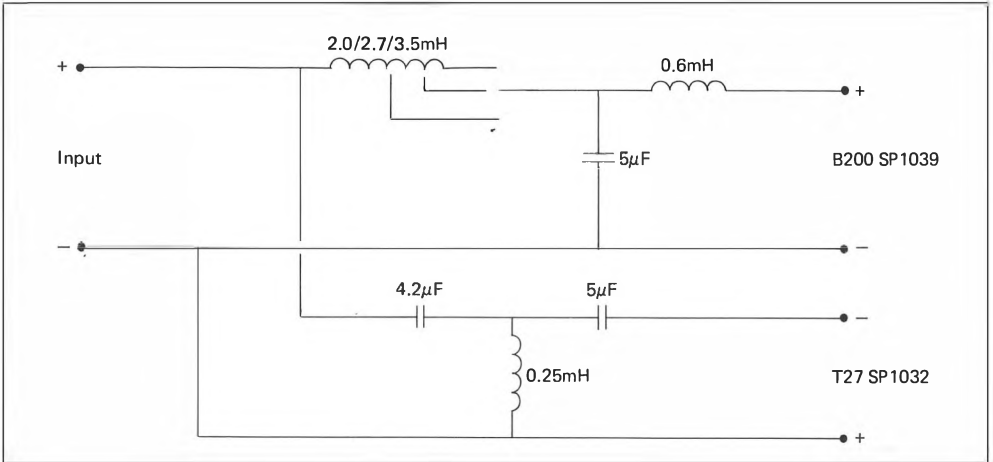 2.0/2.7/3.5mH
0.6mH
+
+
Input
5μF
B200 SP1039
−
−
4.2μF
5μF
−
0.25mH
T27 SP1032
+